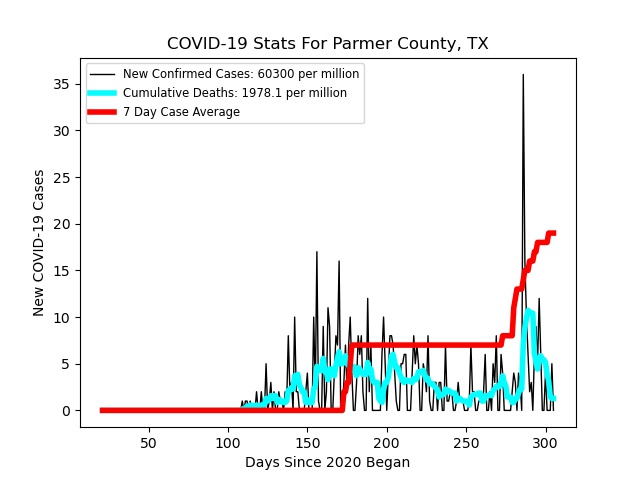 COVID-19 Stats For Parmer County, TX
New Confirmed Cases: 60300 per million
Cumulative Deaths: 1978.1 per million
7 Day Case Average
New COVID-19 Cases
35
30
25
20
15
10
5
0
50
100
150
200
250
300
Days Since 2020 Began